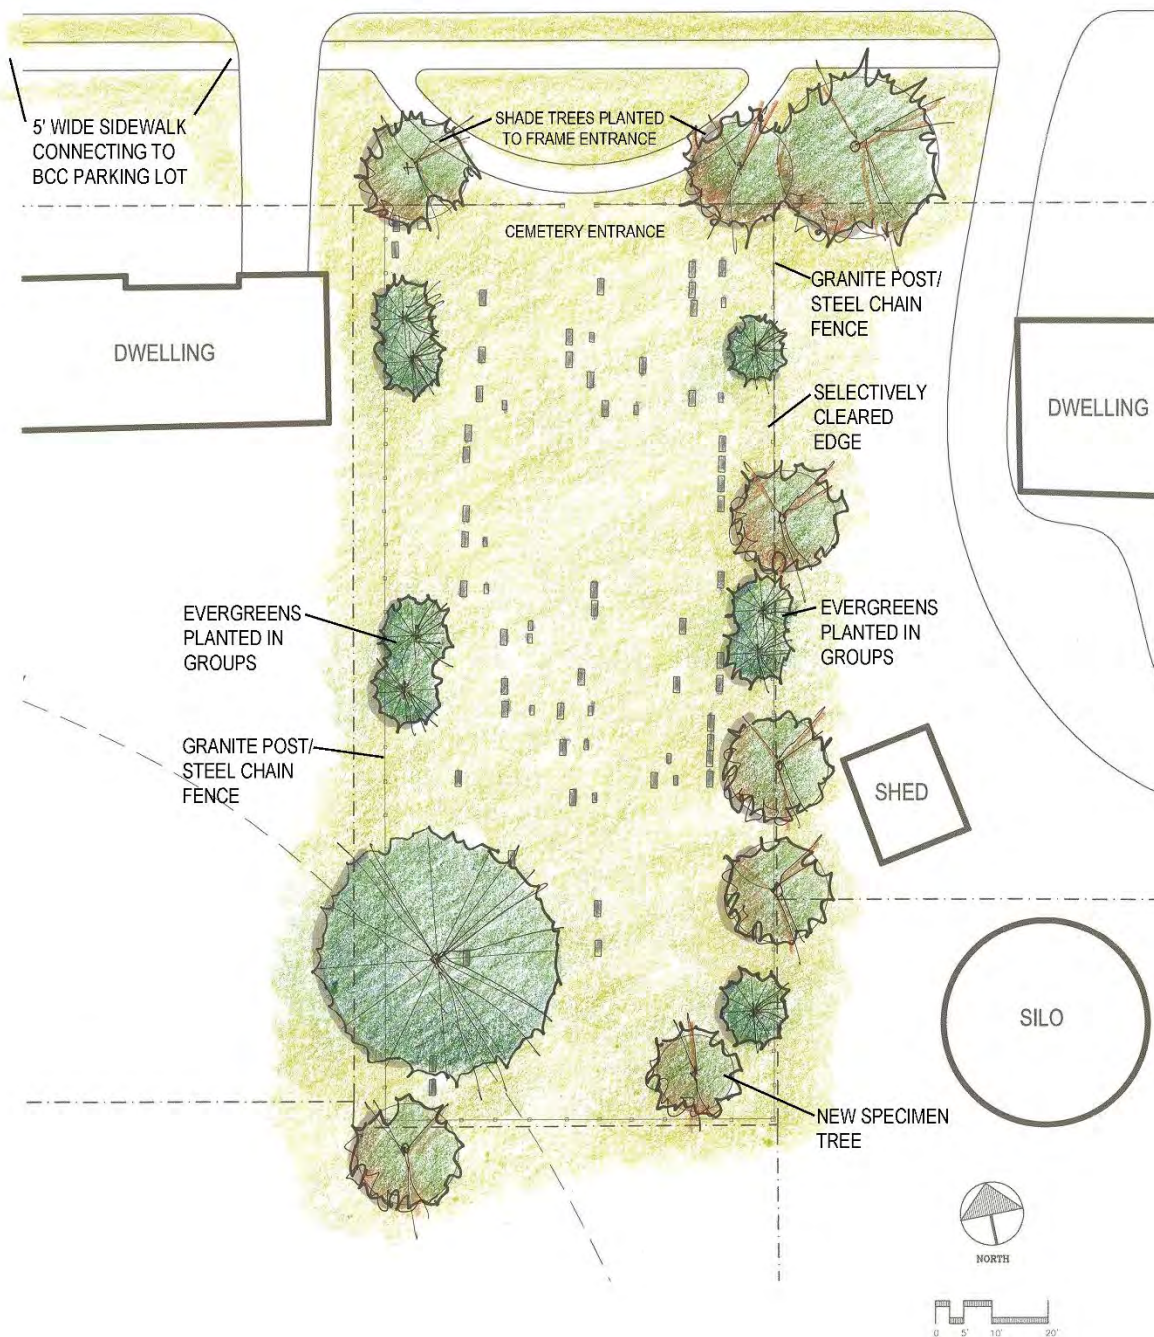 5' WIDE SIDEWALK
CONNECTING TO
BCC PARKING LOT
SHADE TREES PLANTED
TO FRAME ENTRANCE
CEMETERY ENTRANCE
GRANITE POST/
STEEL CHAIN
FENCE
DWELLING
SELECTIVELY
CLEARED
EDGE
DWELLING
EVERGREENS
PLANTED IN
GROUPS
EVERGREENS
PLANTED IN
GROUPS
GRANITE POST/
STEEL CHAIN
FENCE
SHED
SILO
NEW SPECIMEN
TREE
NORTH
0 5' 10' 20'